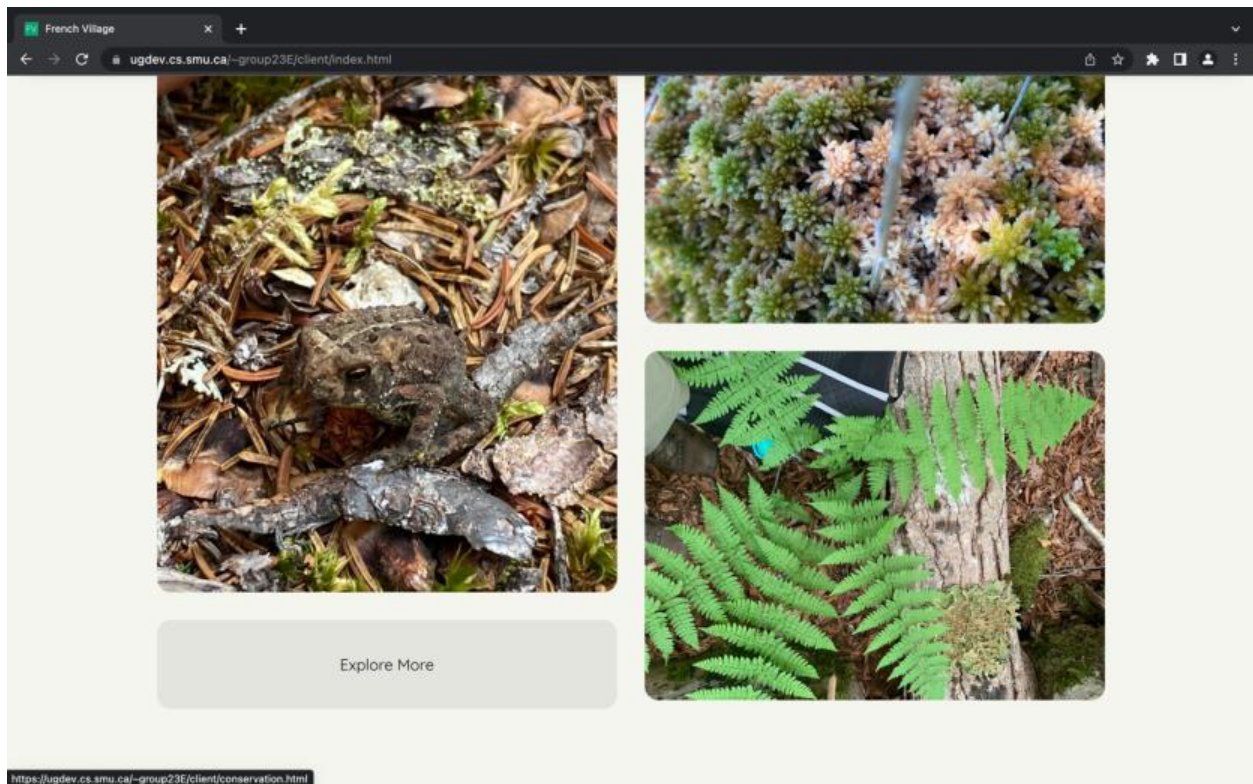 FV French Village
ugdev.cs.smu.ca/~group23E/client/index.html
Explore More
https://ugdev.cs.smu.ca/~group23E/client/conservation.html